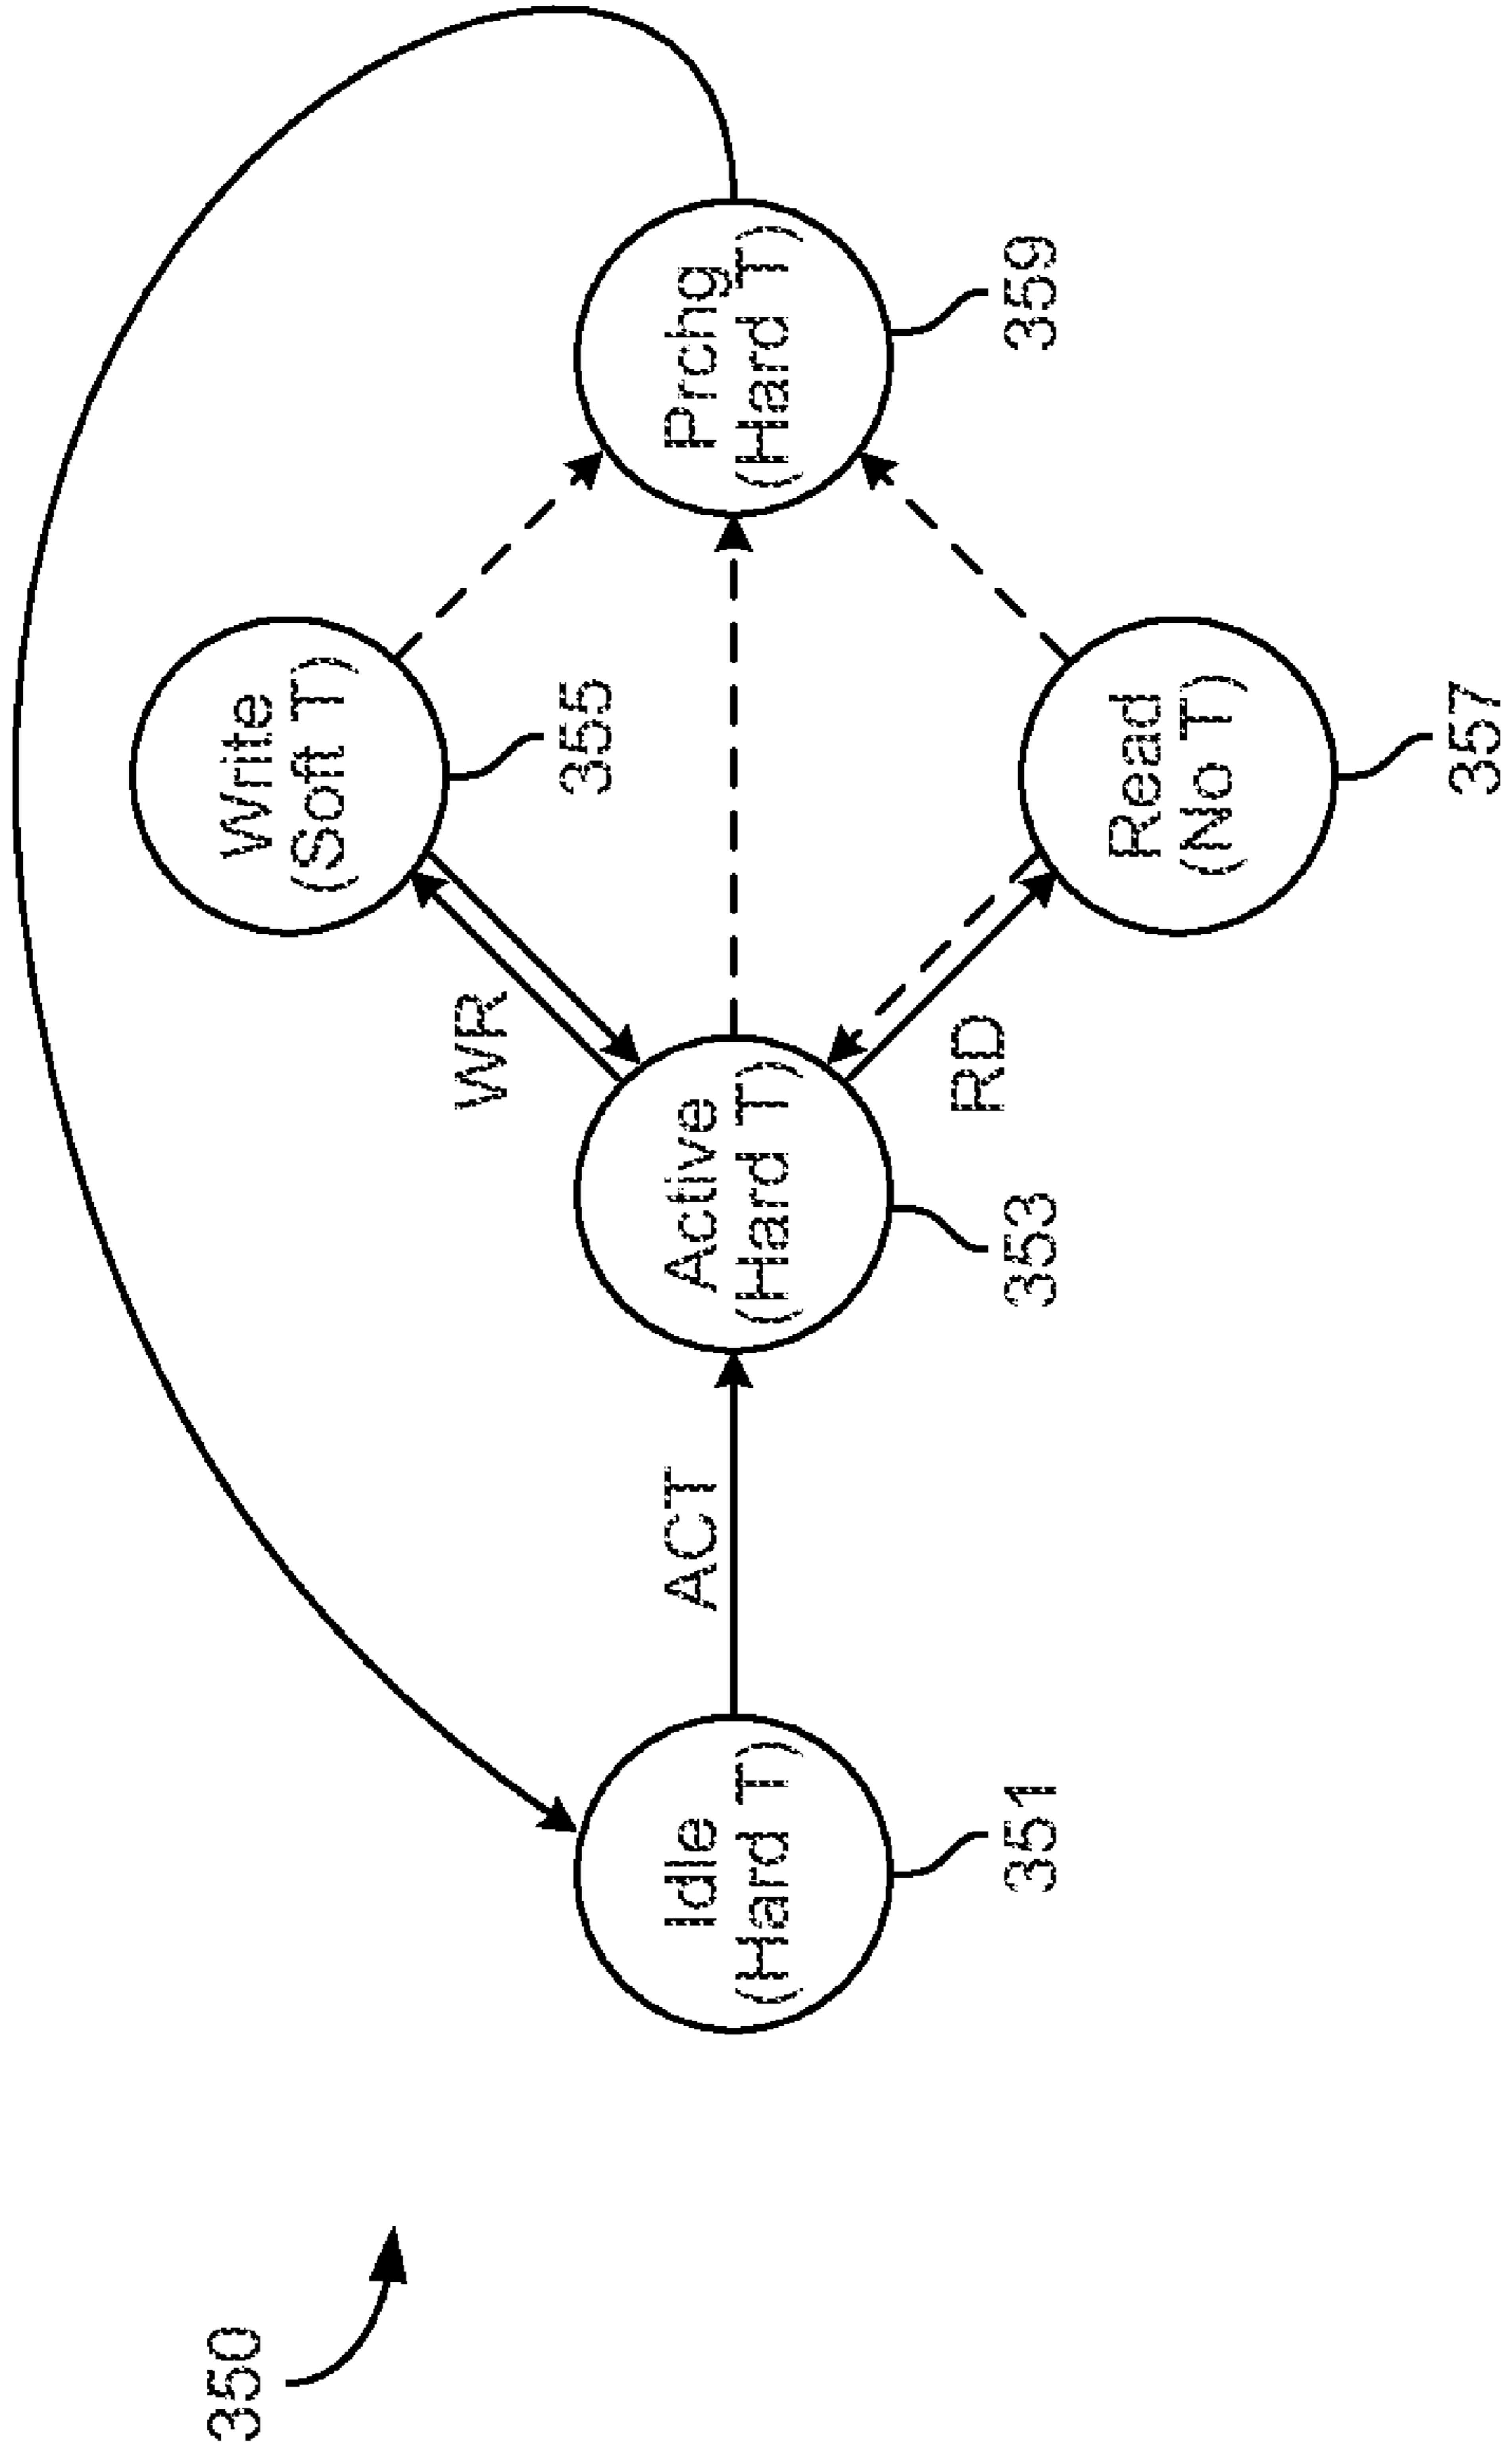 350
Idle
(Hard T)
351
ACT
Active
(Hard T)
353
WR
RD
Write
(Soft T)
355
Read
(No T)
357
Prchg
(Hard T)
359